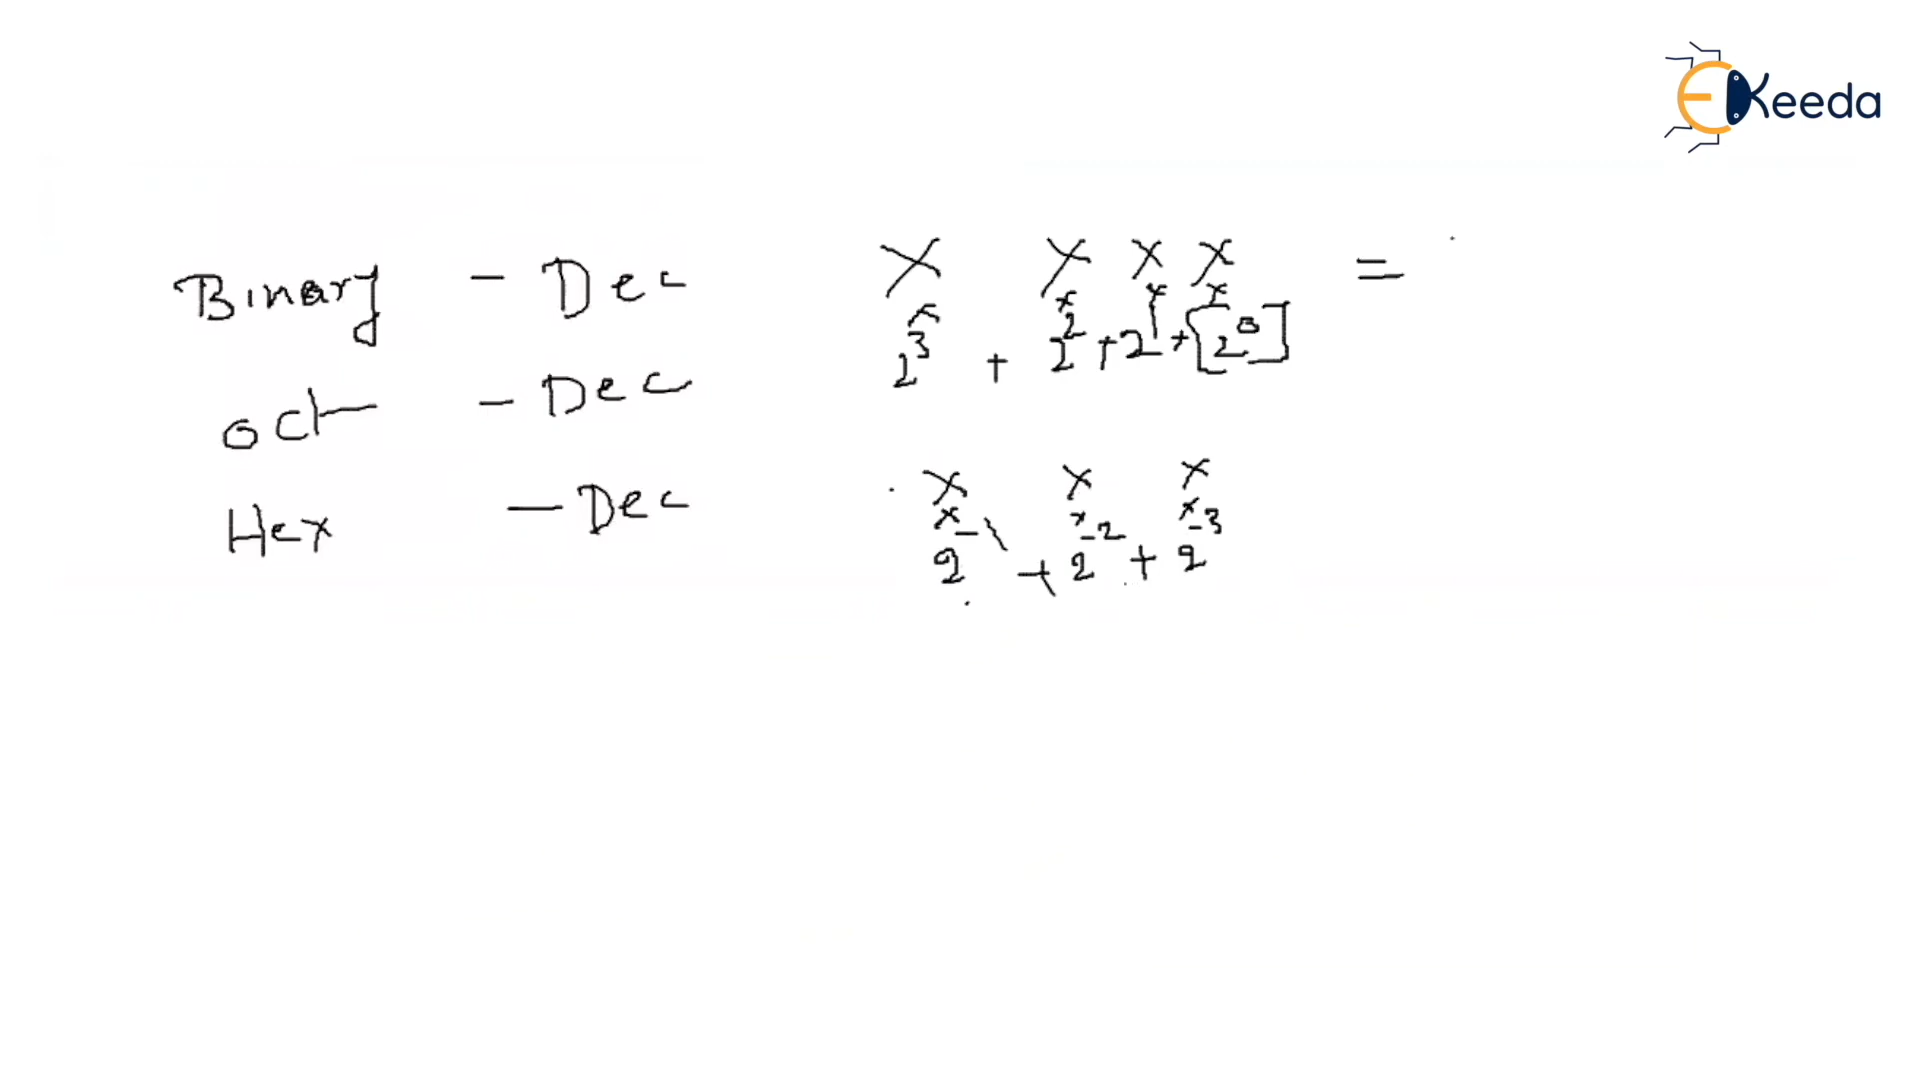 EKeeda
Binary - Dec
X X X X =
x x x x
2³ + 2² + 2¹ + [2⁰]
oct - Dec
Hex - Dec
. X X X
x x x
2⁻¹ + 2⁻² + 2⁻³